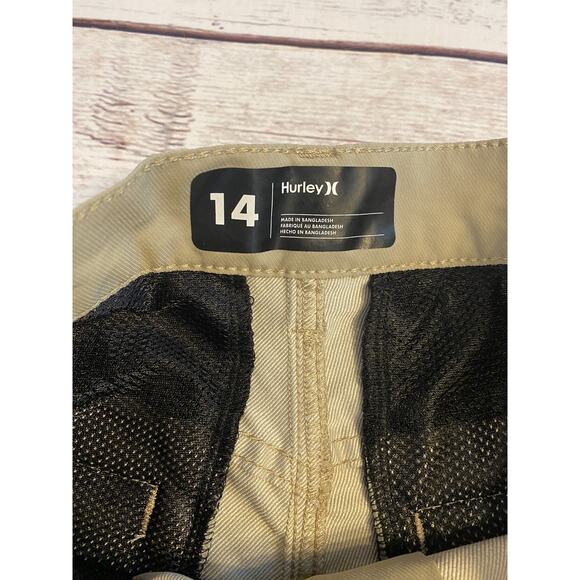 14
Hurley
MADE IN BANGLADESH
FABRIQUÉ AU BANGLADESH
HECHO EN BANGLADESH